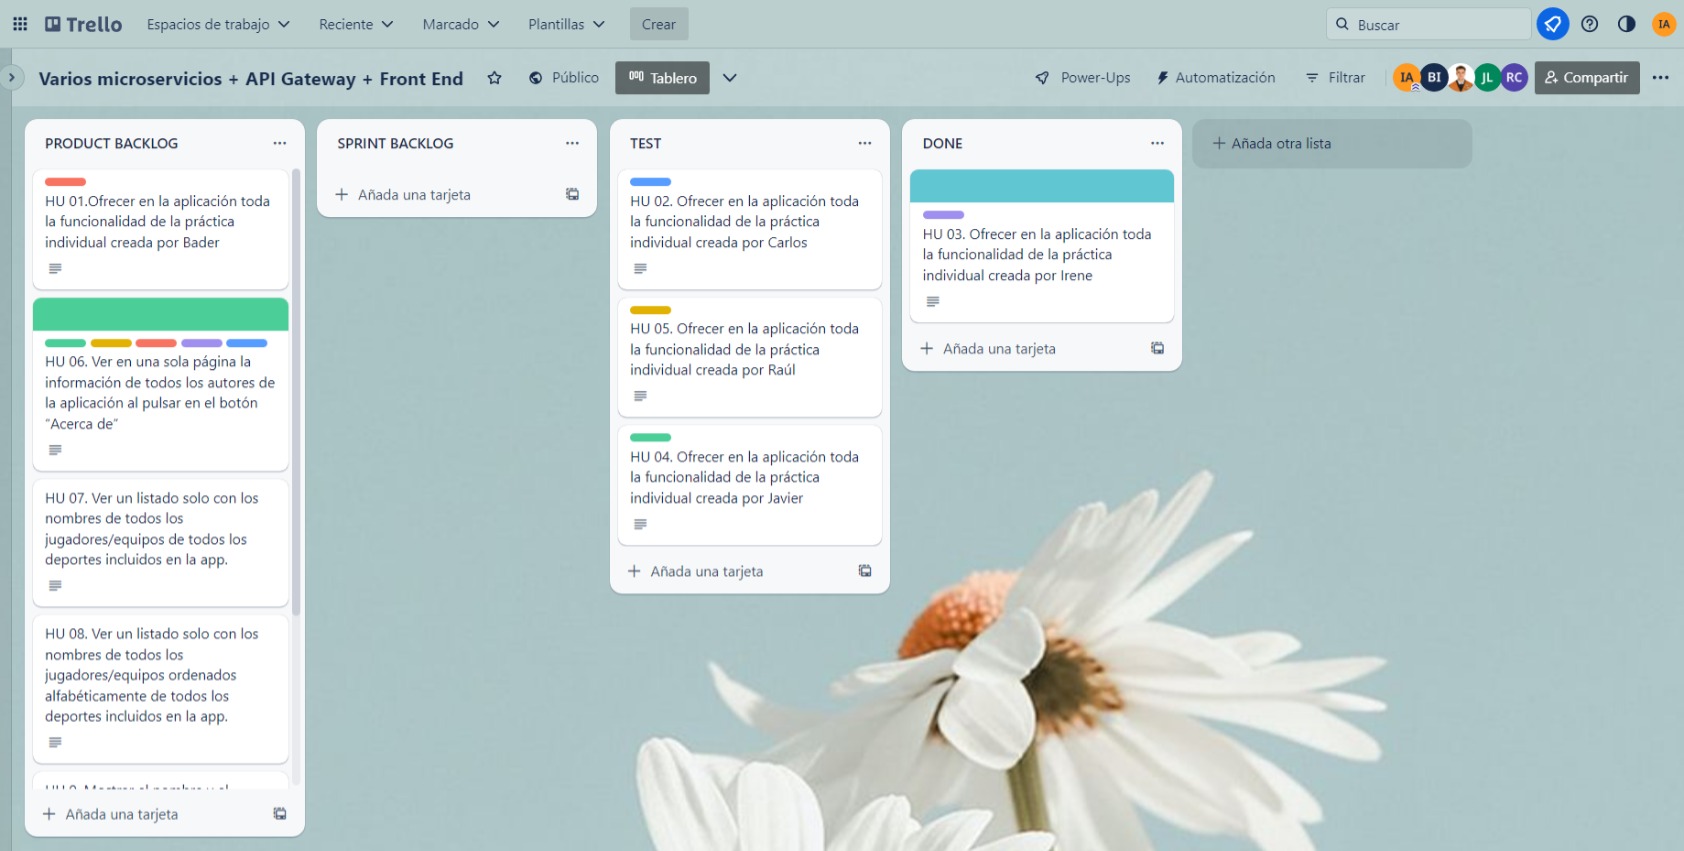 Trello
Espacios de trabajo
Reciente
Marcado
Plantillas
Crear
Buscar
IA
Varios microservicios + API Gateway + Front End
Público
Tablero
Power-Ups
Automatización
Filtrar
IA
BI
JL
RC
Compartir
PRODUCT BACKLOG
HU 01.Ofrecer en la aplicación toda
la funcionalidad de la práctica
individual creada por Bader
HU 06. Ver en una sola página la
información de todos los autores de
la aplicación al pulsar en el botón
“Acerca de”
HU 07. Ver un listado solo con los
nombres de todos los
jugadores/equipos de todos los
deportes incluidos en la app.
HU 08. Ver un listado solo con los
nombres de todos los
jugadores/equipos ordenados
alfabéticamente de todos los
deportes incluidos en la app.
HU 9. Mostrar el nombre y el
Añada una tarjeta
SPRINT BACKLOG
Añada una tarjeta
TEST
HU 02. Ofrecer en la aplicación toda
la funcionalidad de la práctica
individual creada por Carlos
HU 05. Ofrecer en la aplicación toda
la funcionalidad de la práctica
individual creada por Raúl
HU 04. Ofrecer en la aplicación toda
la funcionalidad de la práctica
individual creada por Javier
Añada una tarjeta
DONE
HU 03. Ofrecer en la aplicación toda
la funcionalidad de la práctica
individual creada por Irene
Añada una tarjeta
Añada otra lista